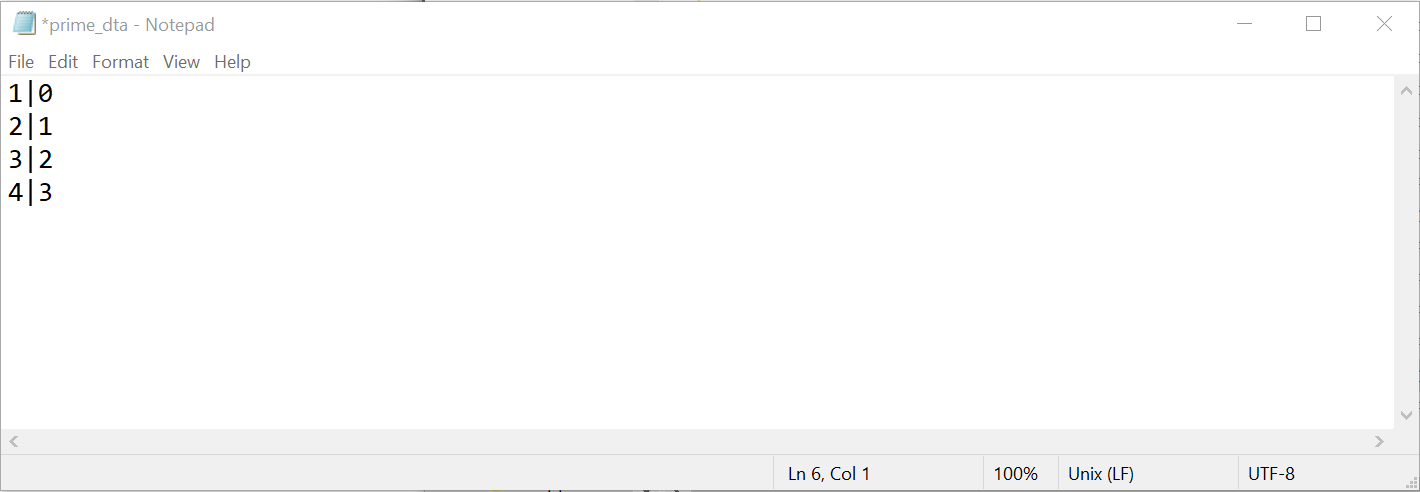 *prime_dta - Notepad
File Edit Format View Help
1|0
2|1
3|2
4|3
Ln 6, Col 1 100% Unix (LF) UTF-8